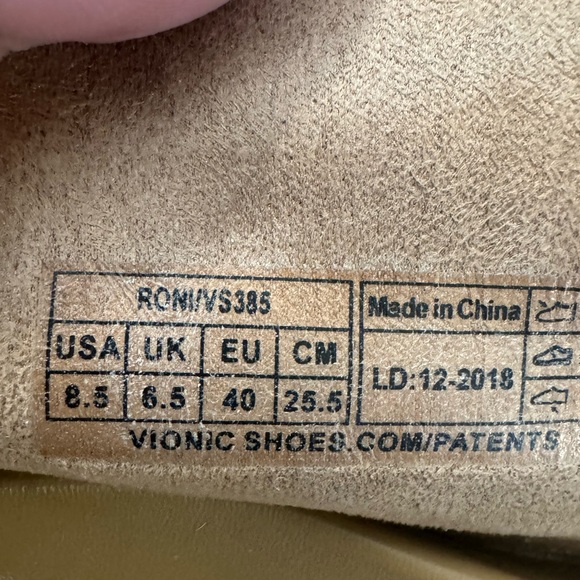 RONI/VS385
USA UK EU CM
8.5 6.5 40 25.5
Made in China
LD:12-2018
VIONIC SHOES.COM/PATENTS